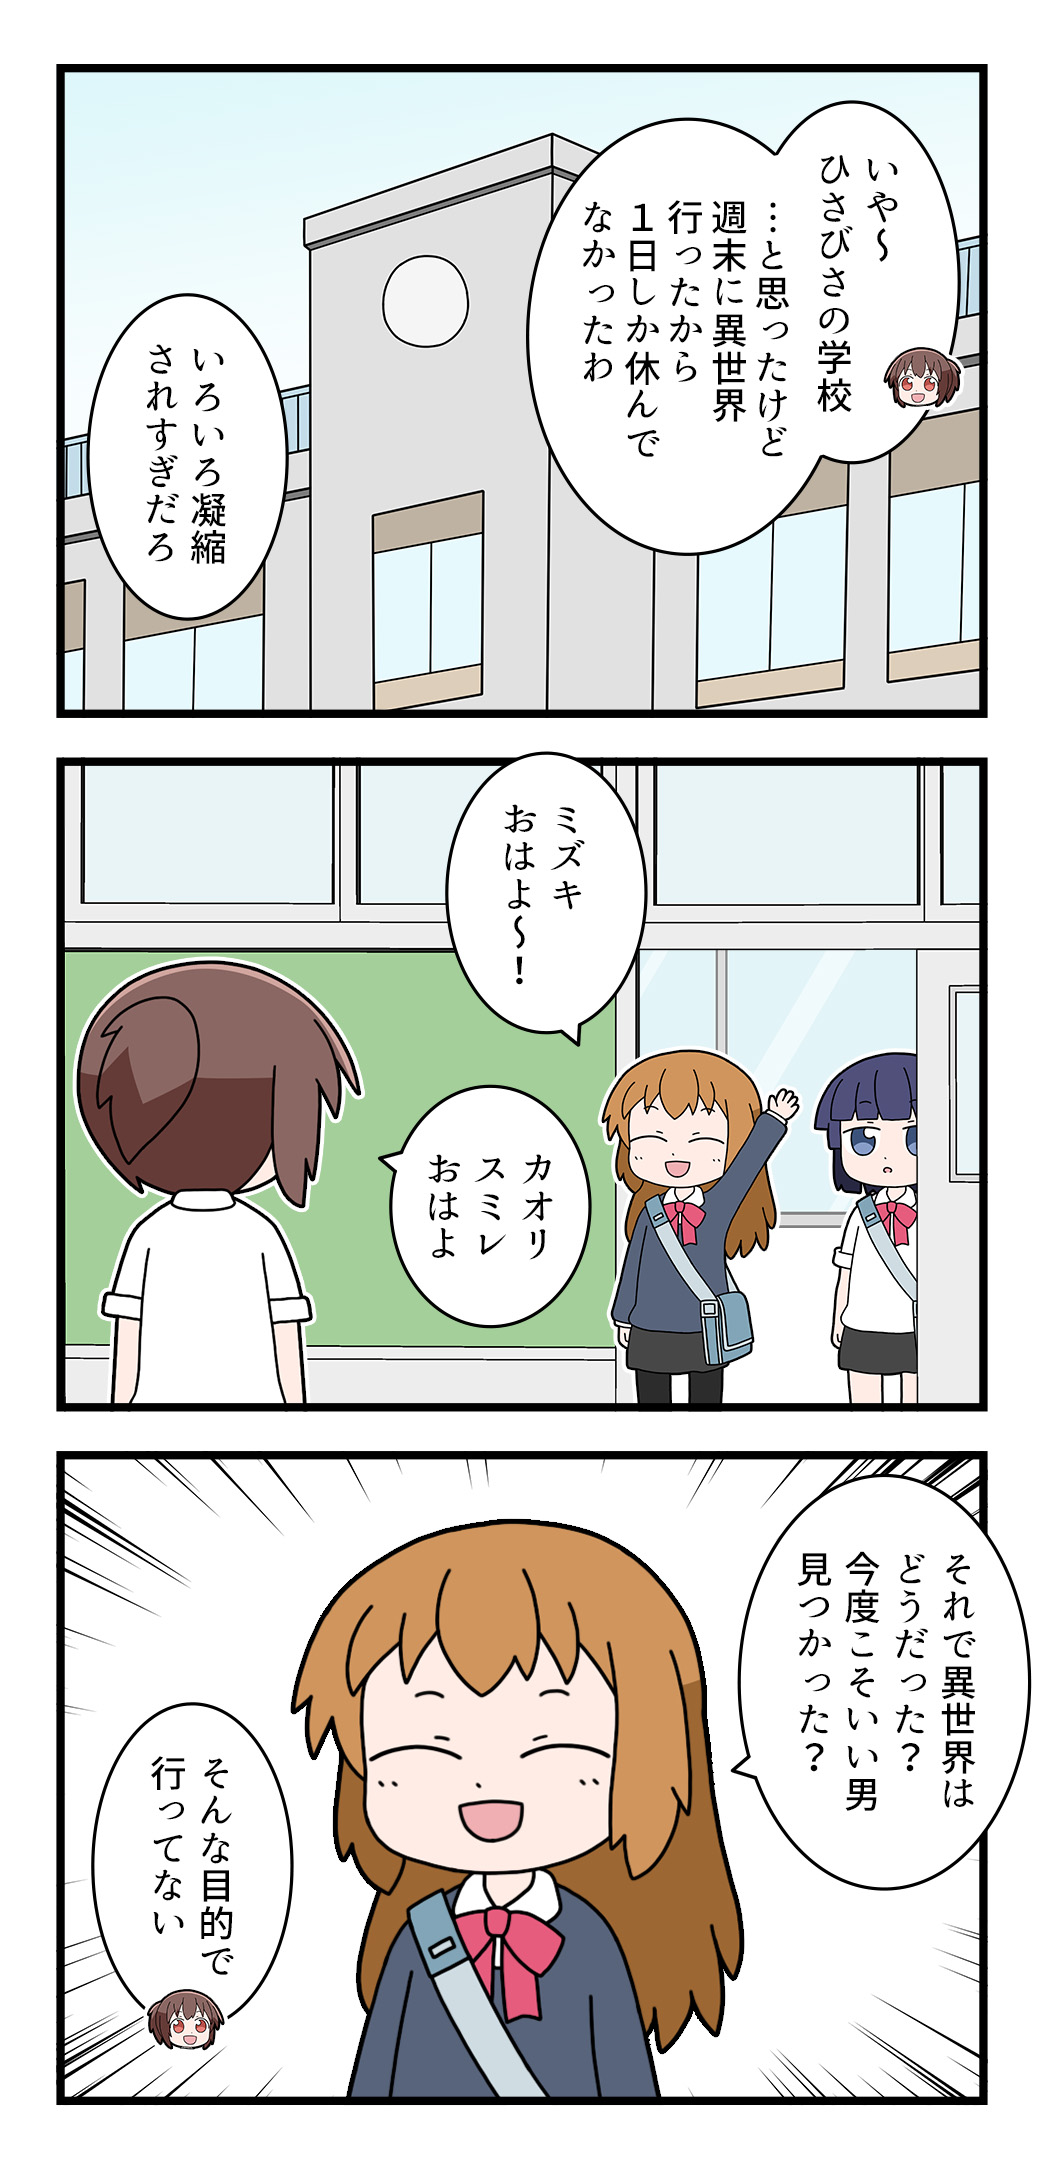 いや〜
ひさびさの学校
…と思ったけど
週末に異世界
行ったから
１日しか休んで
なかったわ
いろいろ凝縮
されすぎだろ
ミズキ
おはよ〜！
カオリ
スミレ
おはよ
それで異世界は
どうだった？
今度こそいい男
見つかった？
そんな目的で
行ってない